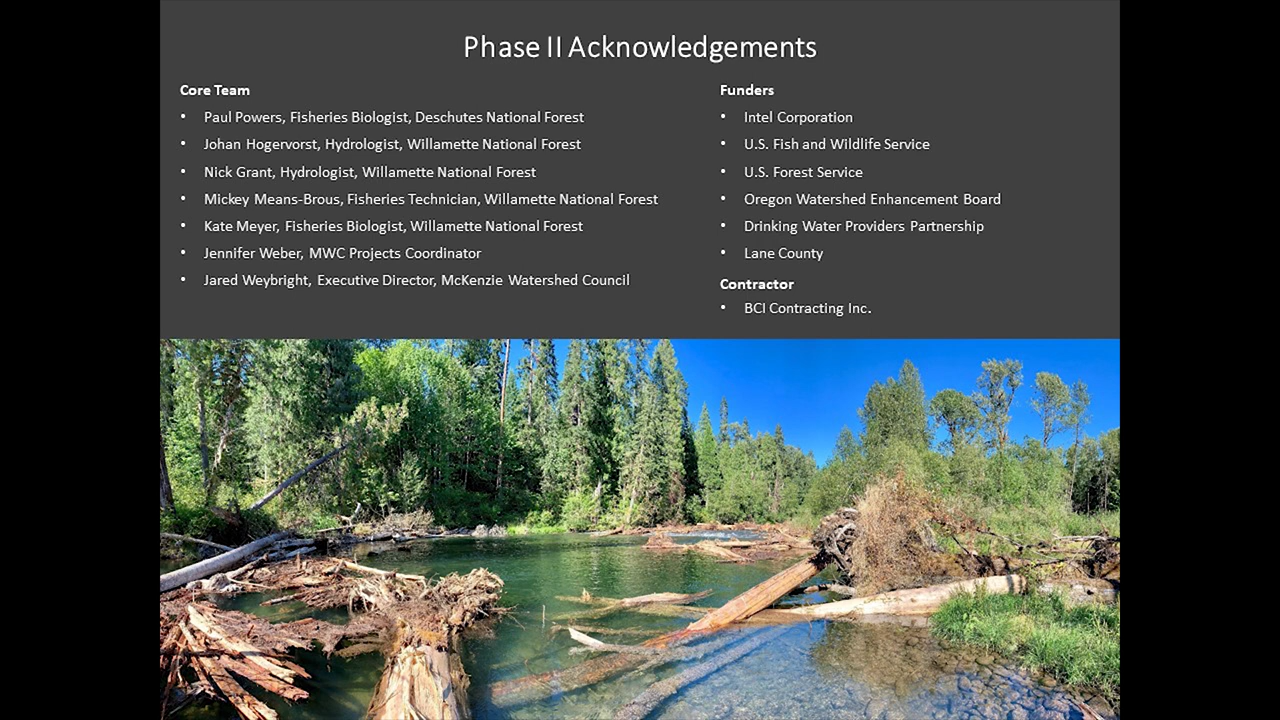 Phase II Acknowledgements
Core Team
• Paul Powers, Fisheries Biologist, Deschutes National Forest
• Johan Hogervorst, Hydrologist, Willamette National Forest
• Nick Grant, Hydrologist, Willamette National Forest
• Mickey Means-Brous, Fisheries Technician, Willamette National Forest
• Kate Meyer, Fisheries Biologist, Willamette National Forest
• Jennifer Weber, MWC Projects Coordinator
• Jared Weybright, Executive Director, McKenzie Watershed Council
Funders
• Intel Corporation
• U.S. Fish and Wildlife Service
• U.S. Forest Service
• Oregon Watershed Enhancement Board
• Drinking Water Providers Partnership
• Lane County
Contractor
• BCI Contracting Inc.